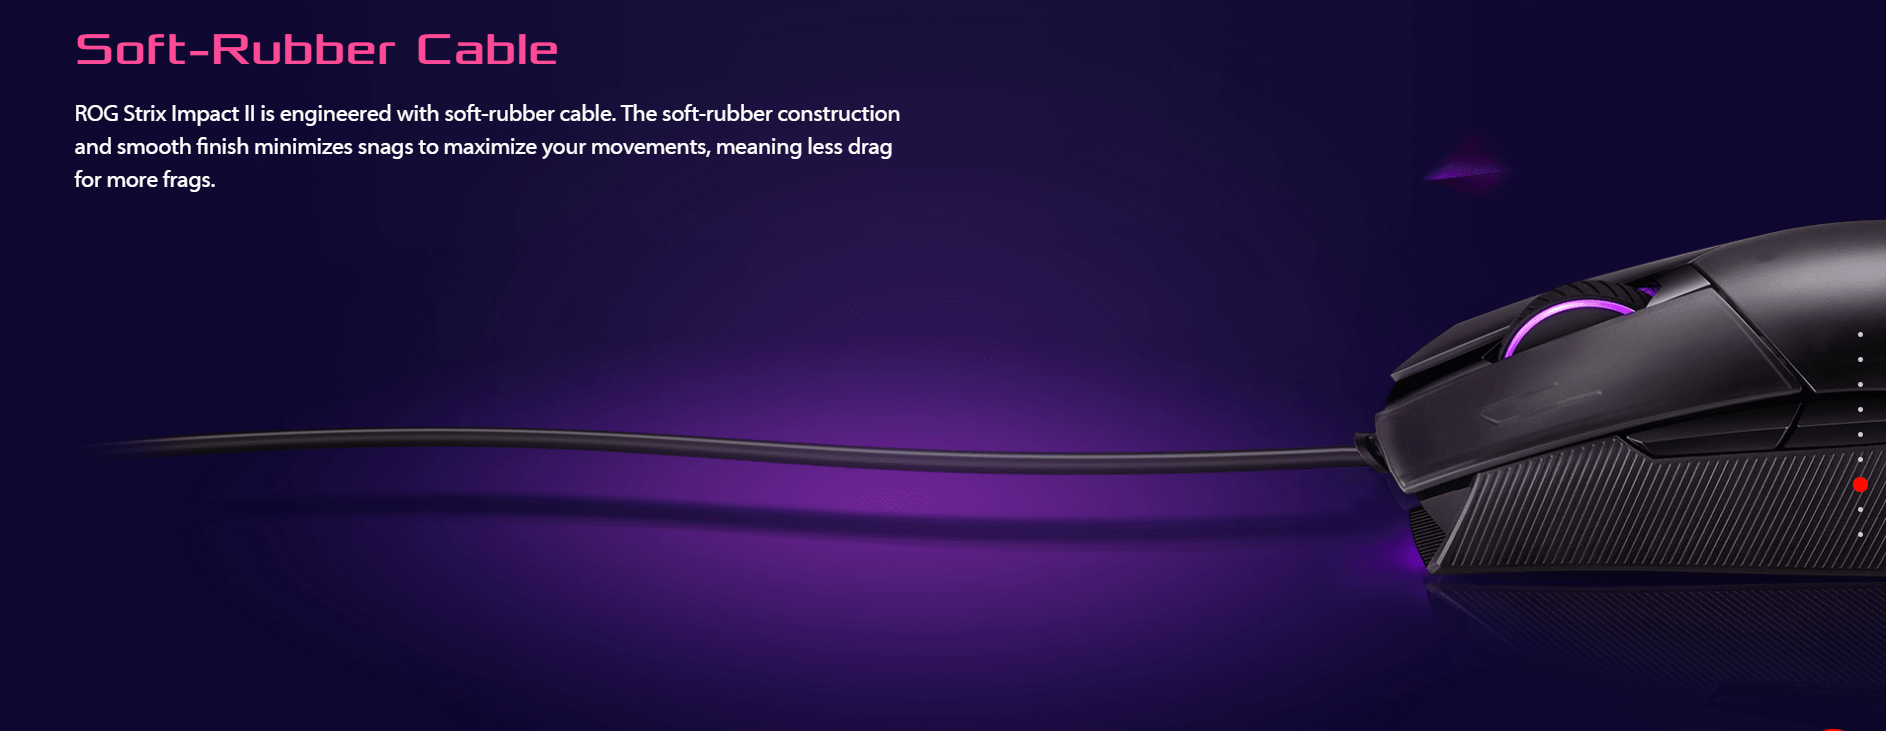 Soft-Rubber Cable
ROG Strix Impact II is engineered with soft-rubber cable. The soft-rubber construction
and smooth finish minimizes snags to maximize your movements, meaning less drag
for more frags.